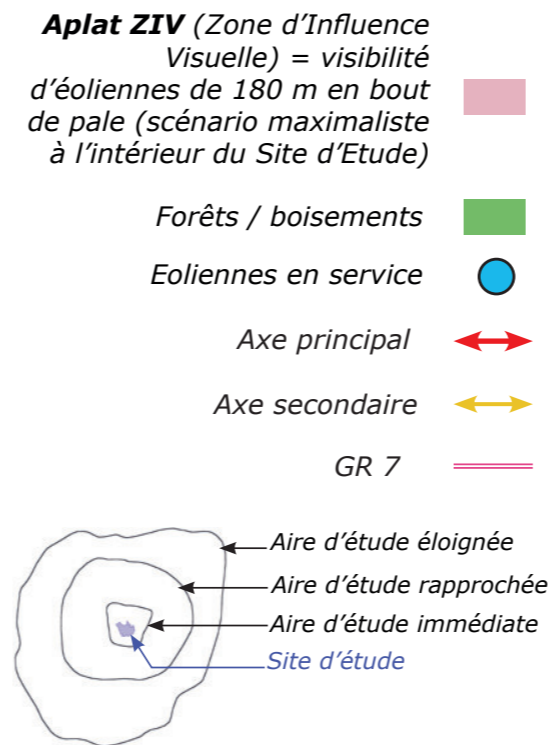 Aplat ZIV (Zone d’Influence
Visuelle) = visibilité
d’éoliennes de 180 m en bout
de pale (scénario maximaliste
à l’intérieur du Site d’Etude)
Forêts / boisements
Eoliennes en service
Axe principal
Axe secondaire
GR 7
Aire d’étude éloignée
Aire d’étude rapprochée
Aire d’étude immédiate
Site d’étude